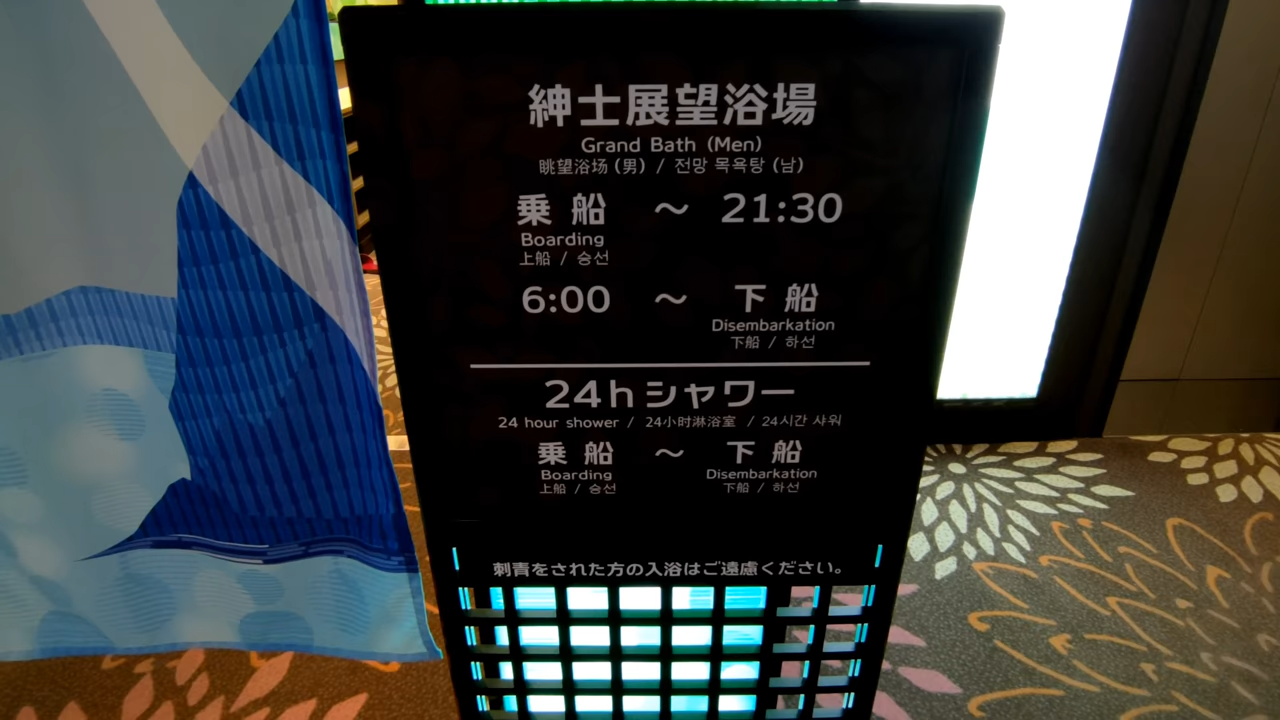 紳士展望浴場
Grand Bath (Men)
眺望浴场 (男) / 전망 목욕탕 (남)
乗船 ～ 21:30
Boarding
上船 / 승선
6:00 ～ 下船
Disembarkation
下船 / 하선
24hシャワー
24 hour shower / 24小时淋浴室 / 24시간 샤워
乗船 ～ 下船
Boarding Disembarkation
上船 / 승선 下船 / 하선
刺青をされた方の入浴はご遠慮ください。